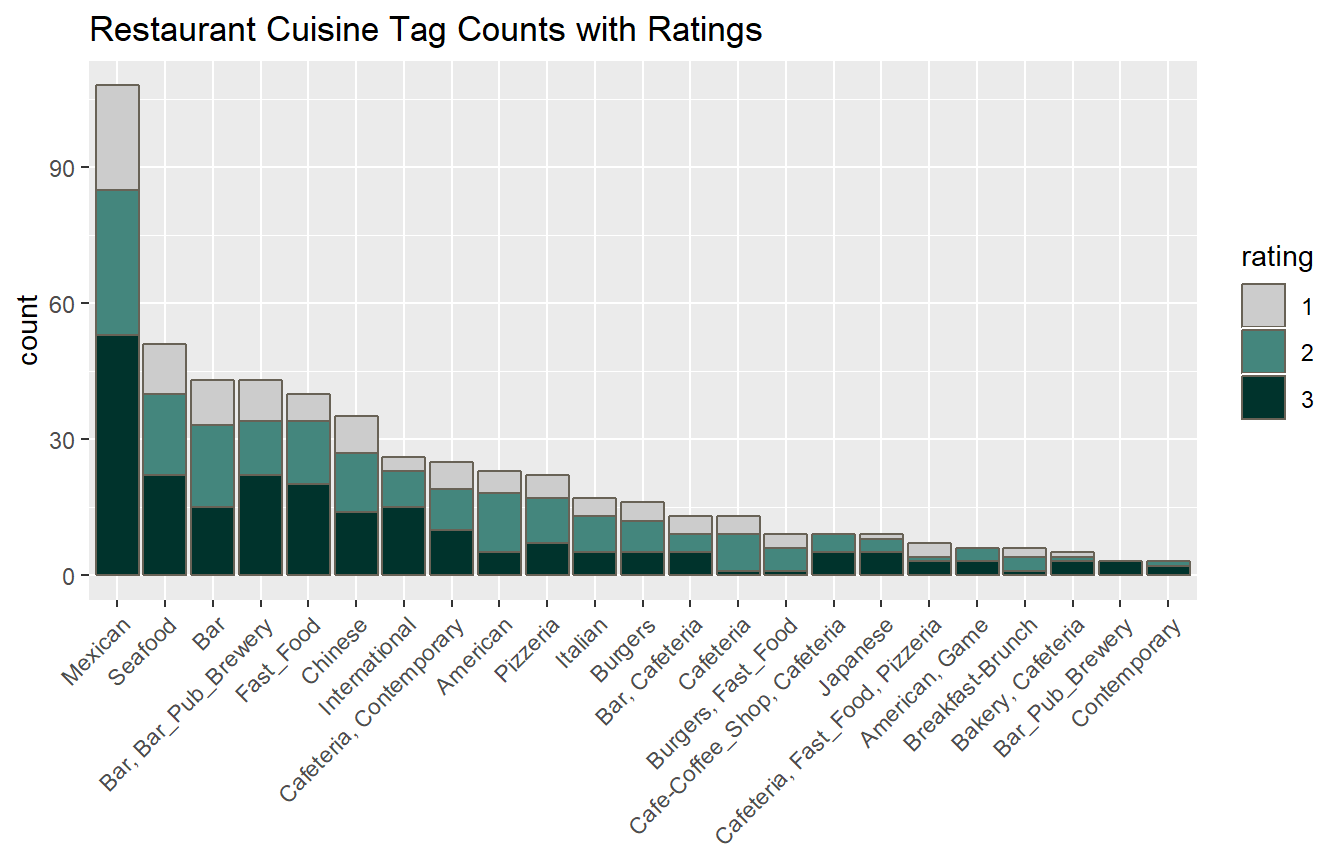 Restaurant Cuisine Tag Counts with Ratings
count
90
60
30
0
Mexican
Seafood
Bar
Bar, Bar_Pub_Brewery
Fast_Food
Chinese
International
Cafeteria, Contemporary
American
Pizzeria
Italian
Burgers
Bar, Cafeteria
Cafeteria
Burgers, Fast_Food
Cafe-Coffee_Shop, Cafeteria
Japanese
Cafeteria, Fast_Food, Pizzeria
American, Game
Breakfast-Brunch
Bakery, Cafeteria
Bar_Pub_Brewery
Contemporary
rating
1
2
3